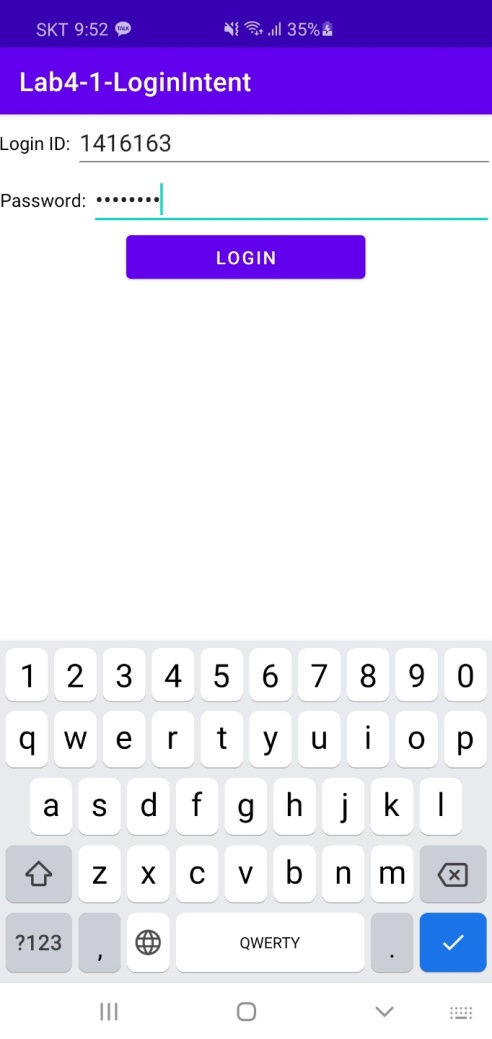 SKT 9:52 TALK 35%
Lab4-1-LoginIntent
Login ID: 1416163
Password: ••••••••
LOGIN
1 2 3 4 5 6 7 8 9 0
q w e r t y u i o p
a s d f g h j k l
z x c v b n m
?123 , QWERTY .